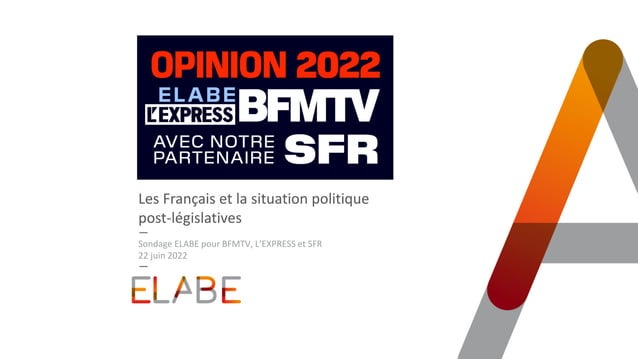 OPINION 2022
ELABE
L'EXPRESS BFMTV
AVEC NOTRE
PARTENAIRE SFR
Les Français et la situation politique
post-législatives
Sondage ELABE pour BFMTV, L'EXPRESS et SFR
22 juin 2022
ELABE